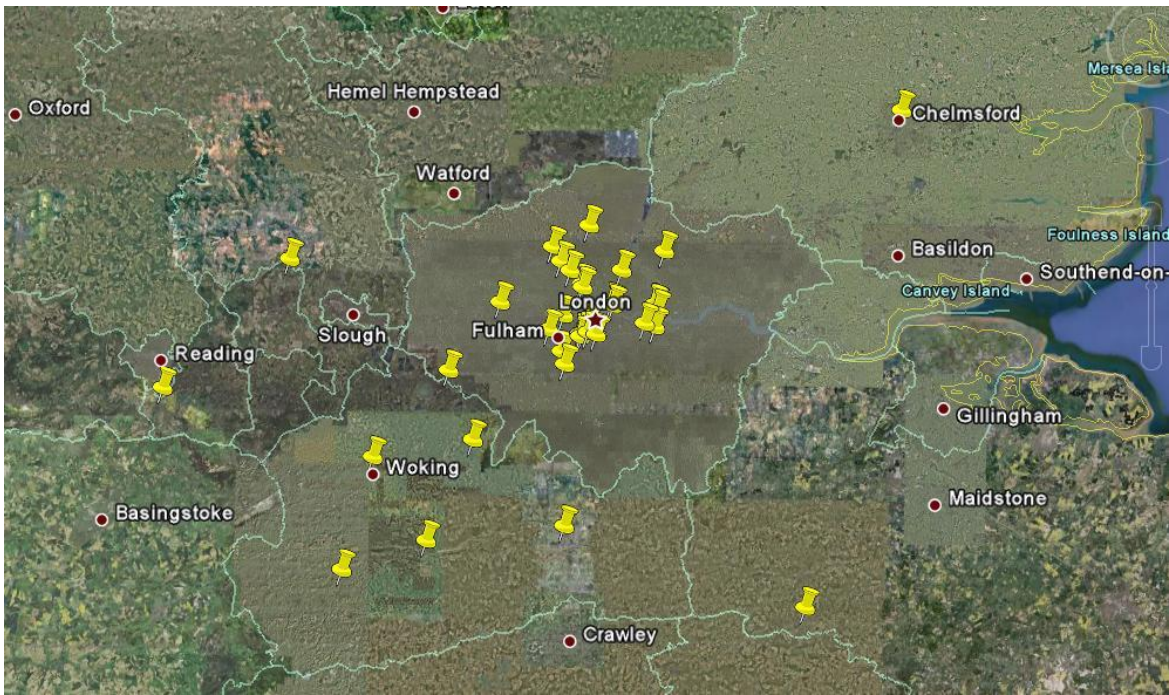 Mersea Isla
Oxford
Hemel Hempstead
Chelmsford
Watford
Foulness Island
Basildon
Southend-on-
Canvey Island
London
Slough
Fulham
Reading
Gillingham
Woking
Maidstone
Basingstoke
Crawley